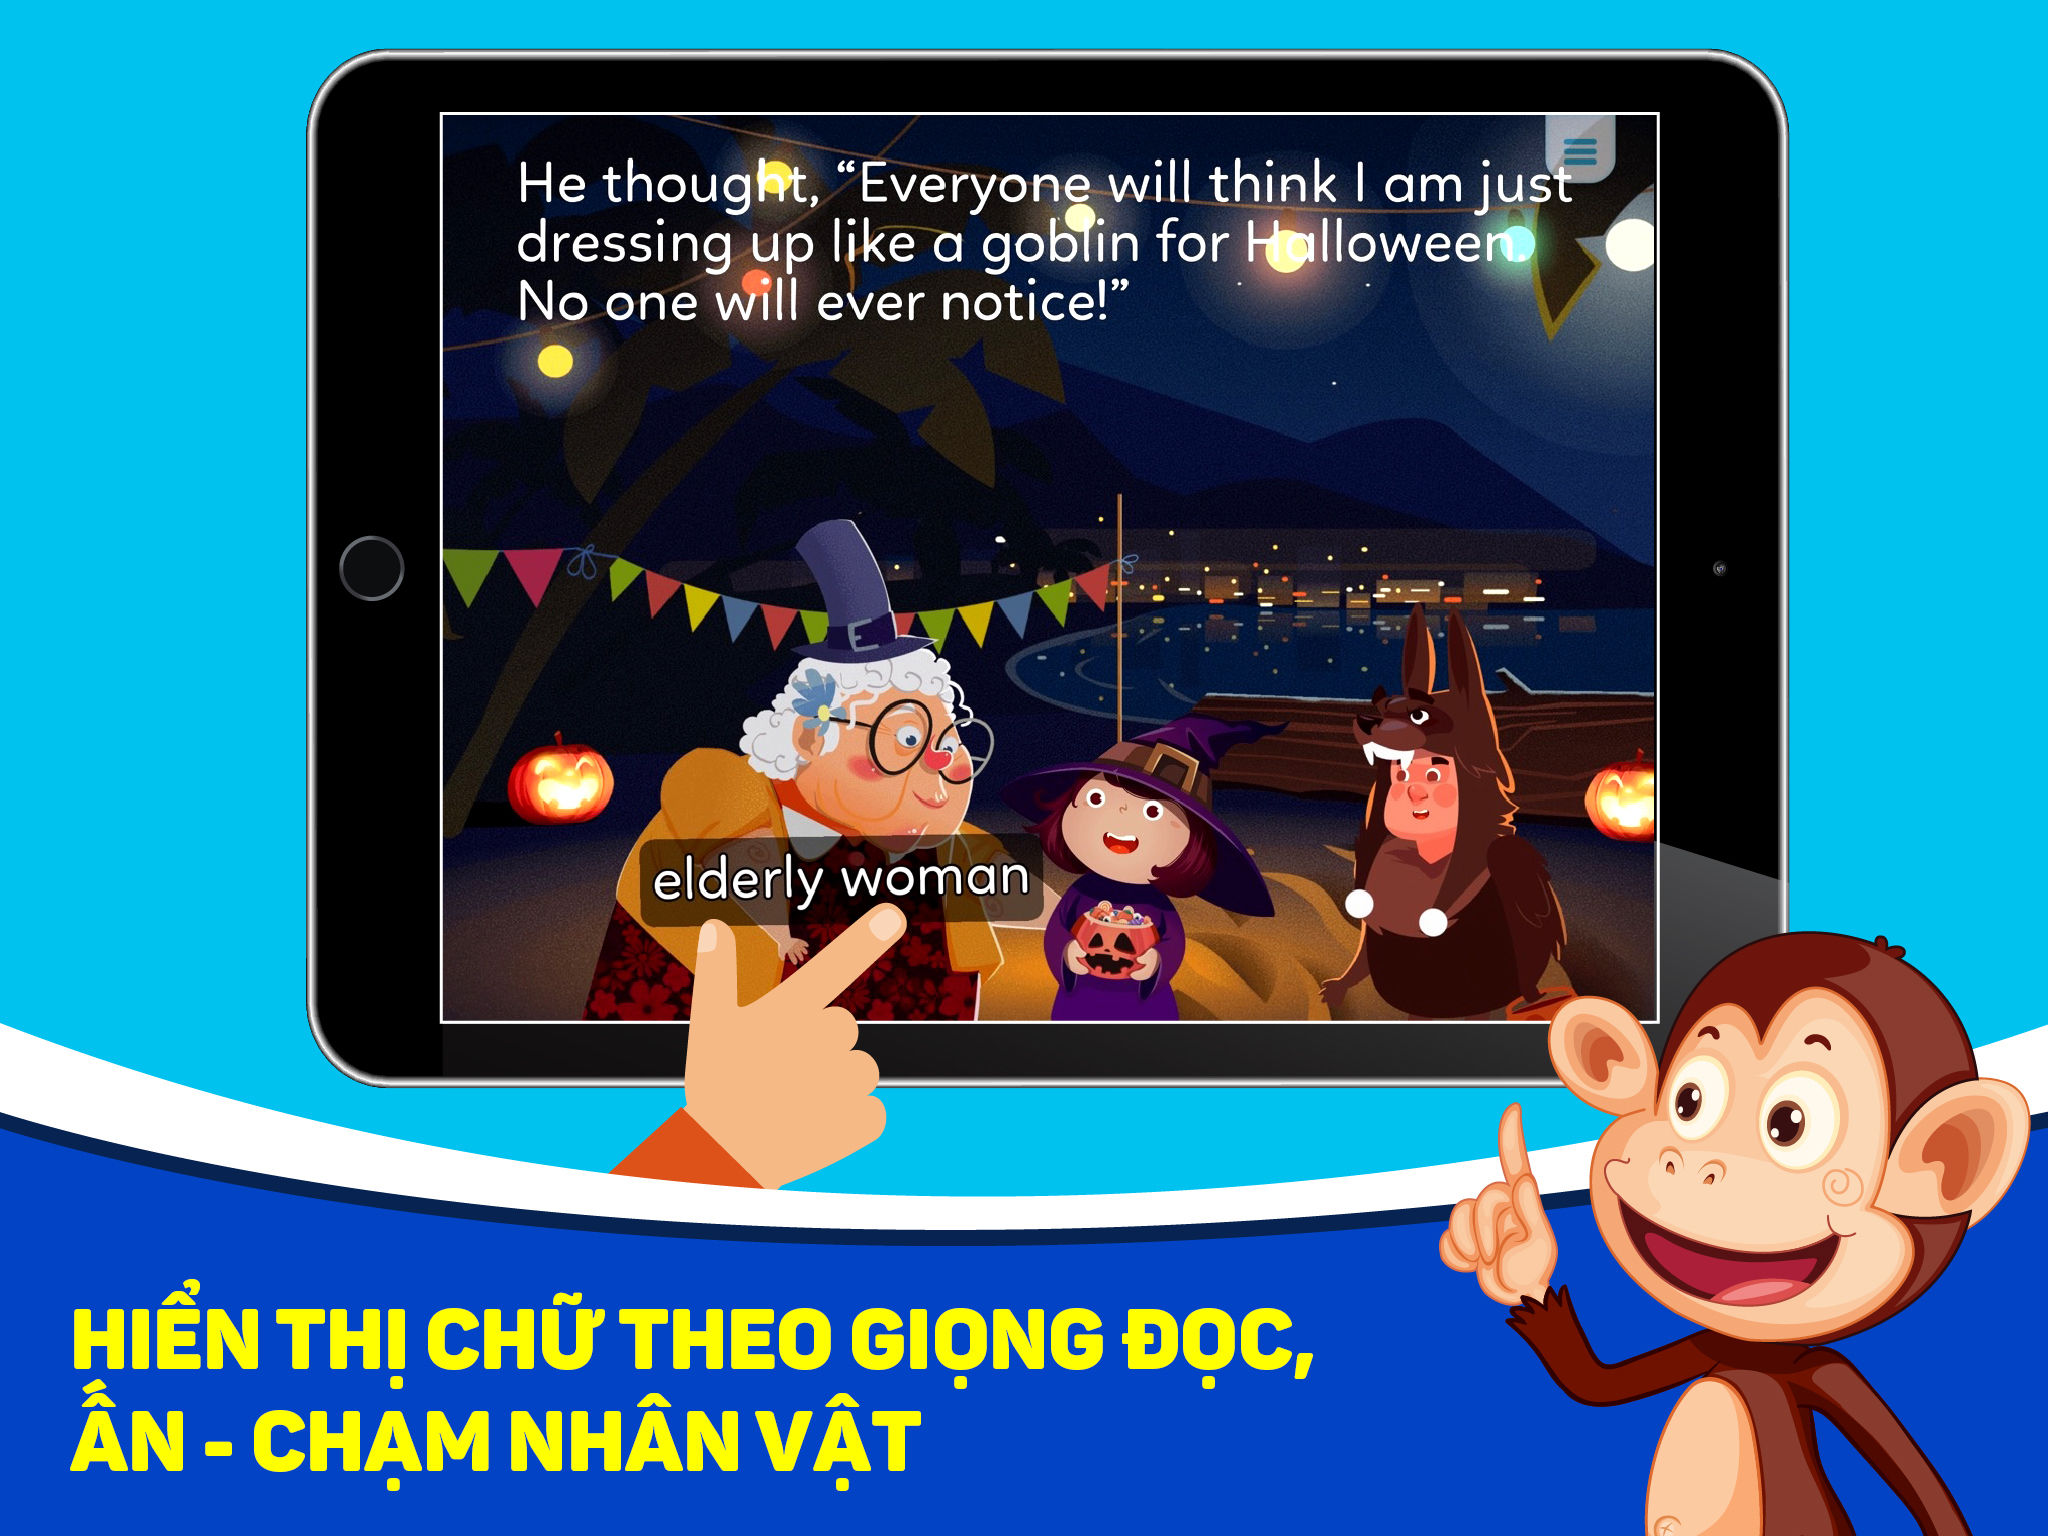 He thought, “Everyone will think I am just
dressing up like a goblin for Halloween.
No one will ever notice!”
elderly woman
HIỂN THỊ CHỮ THEO GIỌNG ĐỌC,
ẤN - CHẠM NHÂN VẬT